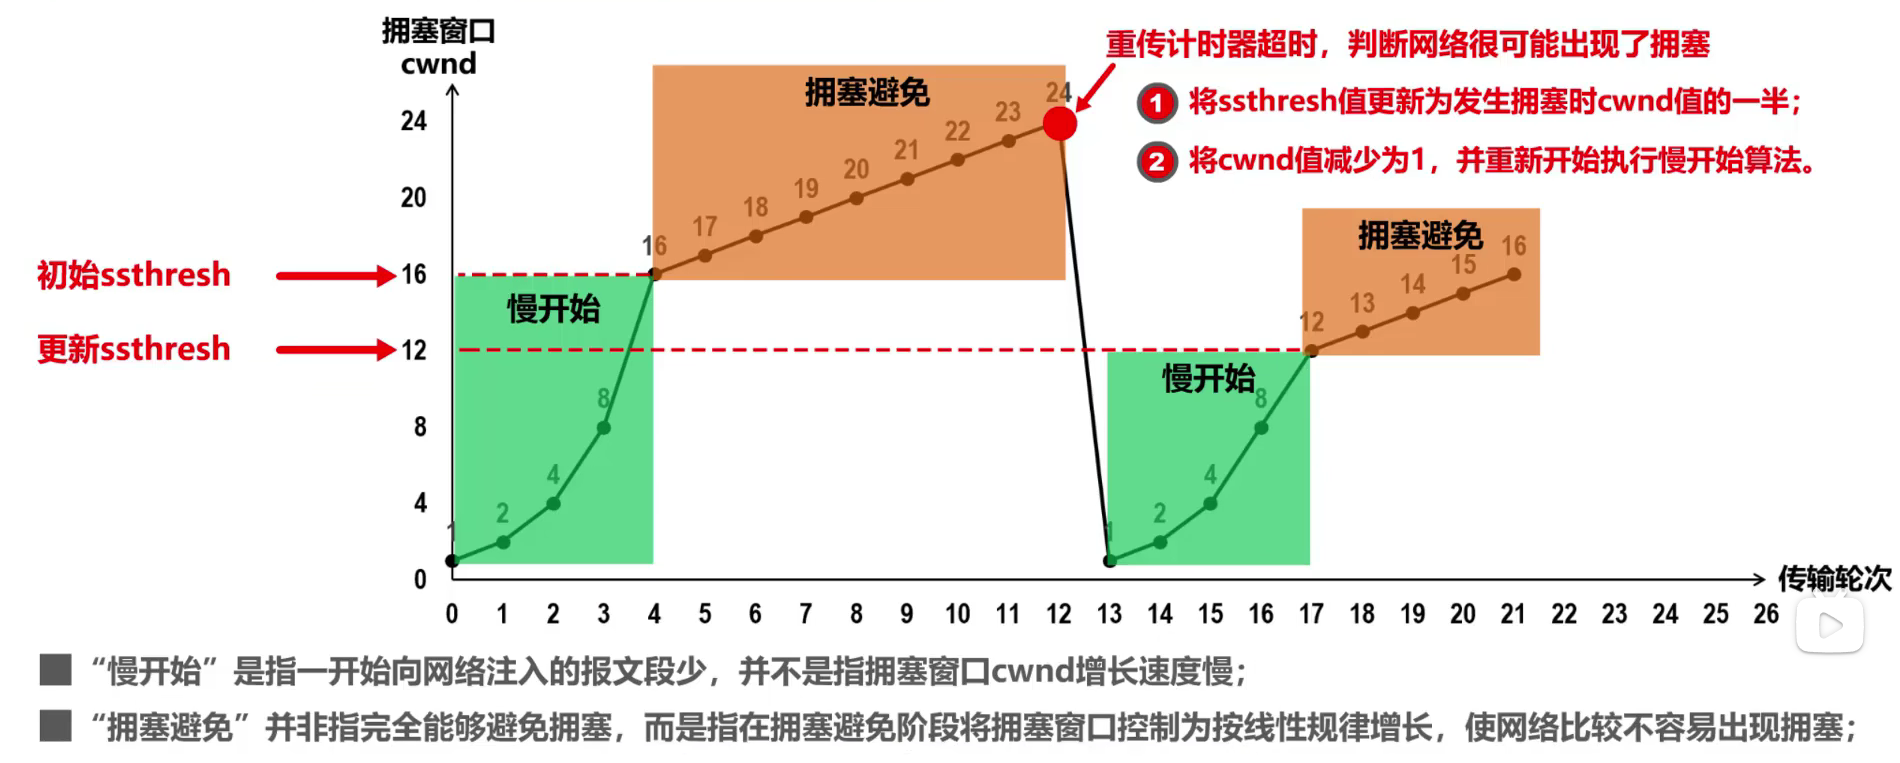 拥塞窗口
cwnd
重传计时器超时，判断网络很可能出现了拥塞
1 将ssthresh值更新为发生拥塞时cwnd值的一半；
2 将cwnd值减少为1，并重新开始执行慢开始算法。
拥塞避免
24
20
16
12
8
4
0
初始ssthresh
更新ssthresh
慢开始
1 2 4 8 16 17 18 19 20 21 22 23 24
拥塞避免
慢开始
1 2 4 8 12 13 14 15 16
0 1 2 3 4 5 6 7 8 9 10 11 12 13 14 15 16 17 18 19 20 21 22 23 24 25 26
传输轮次
“慢开始”是指一开始向网络注入的报文段少，并不是指拥塞窗口cwnd增长速度慢；
“拥塞避免”并非指完全能够避免拥塞，而是指在拥塞避免阶段将拥塞窗口控制为按线性规律增长，使网络比较不容易出现拥塞；